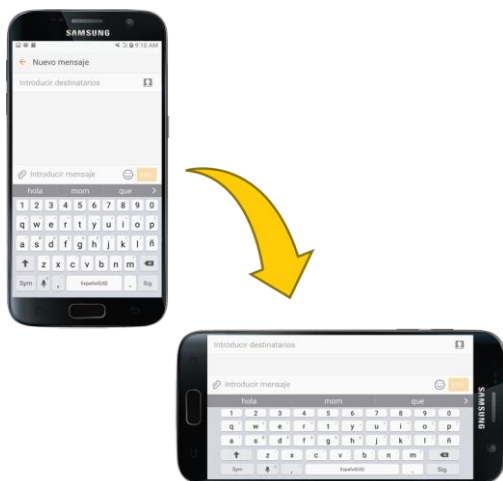 SAMSUNG
9:10 AM
← Nuevo mensaje
Introducir destinatarios
Introducir mensaje
hola mom que >
1 2 3 4 5 6 7 8 9 0
q w e r t y u i o p
a s d f g h j k l ñ
z x c v b n m
Sym , Español(US) . Sig.
Introducir destinatarios
Introducir mensaje
hola mom que >
1 2 3 4 5 6 7 8 9 0
q w e r t y u i o p
a s d f g h j k l ñ
z x c v b n m
Sym , Español(US) . Sig.
SAMSUNG